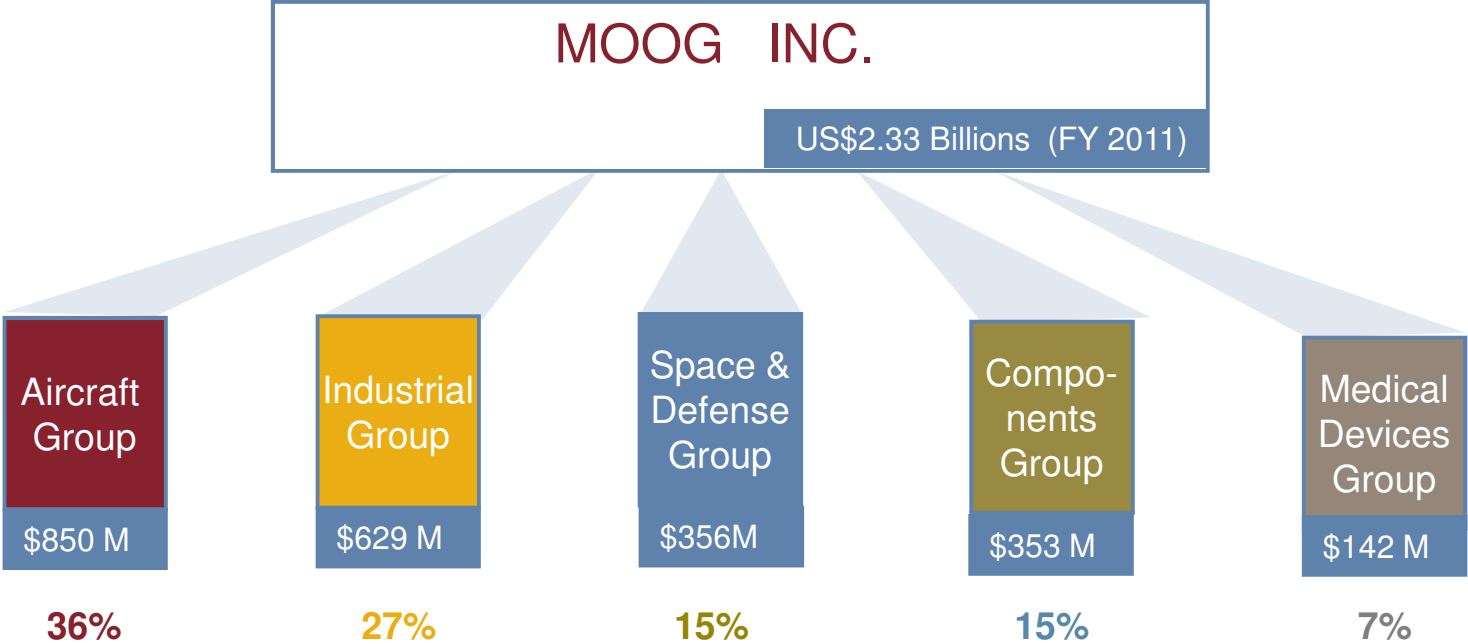 MOOG INC.
US$2.33 Billions (FY 2011)
Aircraft
Group
$850 M
36%
Industrial
Group
$629 M
27%
Space &
Defense
Group
$356M
15%
Compo-
nents
Group
$353 M
15%
Medical
Devices
Group
$142 M
7%